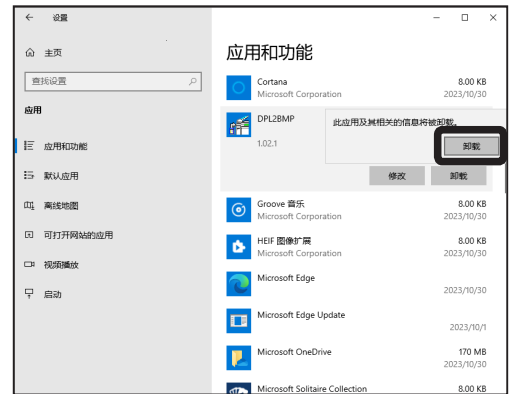 设置
主页
查找设置
应用
应用和功能
默认应用
离线地图
可打开网站的应用
视频播放
启动
应用和功能
Cortana 8.00 KB
Microsoft Corporation 2023/10/30
DPL2BMP
1.02.1
此应用及其相关的信息将被卸载。
卸载
修改 卸载
Groove 音乐 8.00 KB
Microsoft Corporation 2023/10/30
HEIF 图像扩展 8.00 KB
Microsoft Corporation 2023/10/30
Microsoft Edge
2023/10/30
Microsoft Edge Update
2023/10/1
Microsoft OneDrive 170 MB
2023/10/30
Microsoft Solitaire Collection 8.00 KB